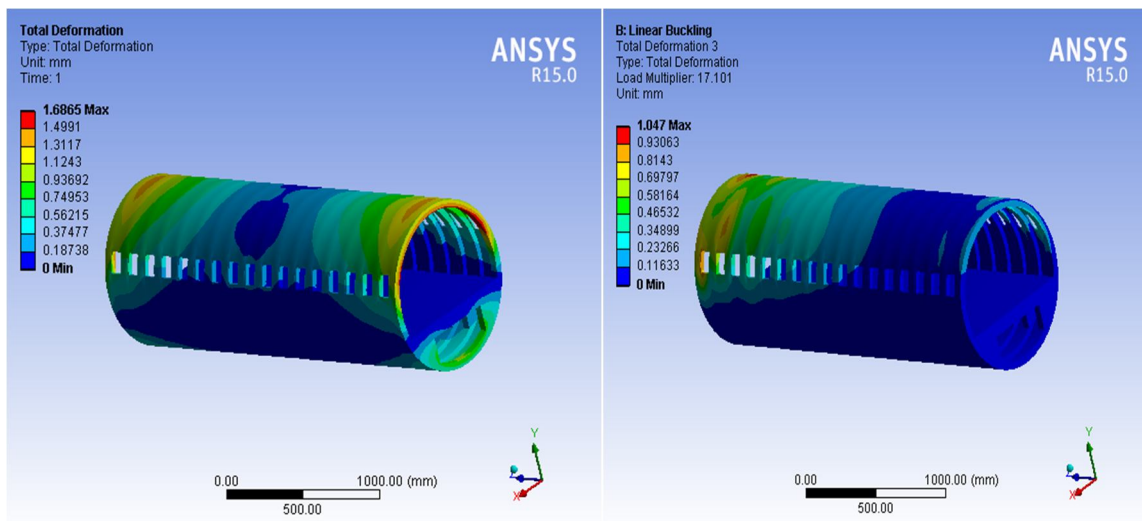 Total Deformation
Type: Total Deformation
Unit: mm
Time: 1
ANSYS
R15.0
1.6865 Max
1.4991
1.3117
1.1243
0.93692
0.74953
0.56215
0.37477
0.18738
0 Min
0.00
1000.00 (mm)
500.00
Y
X
B: Linear Buckling
Total Deformation 3
Type: Total Deformation
Load Multiplier: 17.101
Unit: mm
ANSYS
R15.0
1.047 Max
0.93063
0.8143
0.69797
0.58164
0.46532
0.34899
0.23266
0.11633
0 Min
0.00
1000.00 (mm)
500.00
Y
X